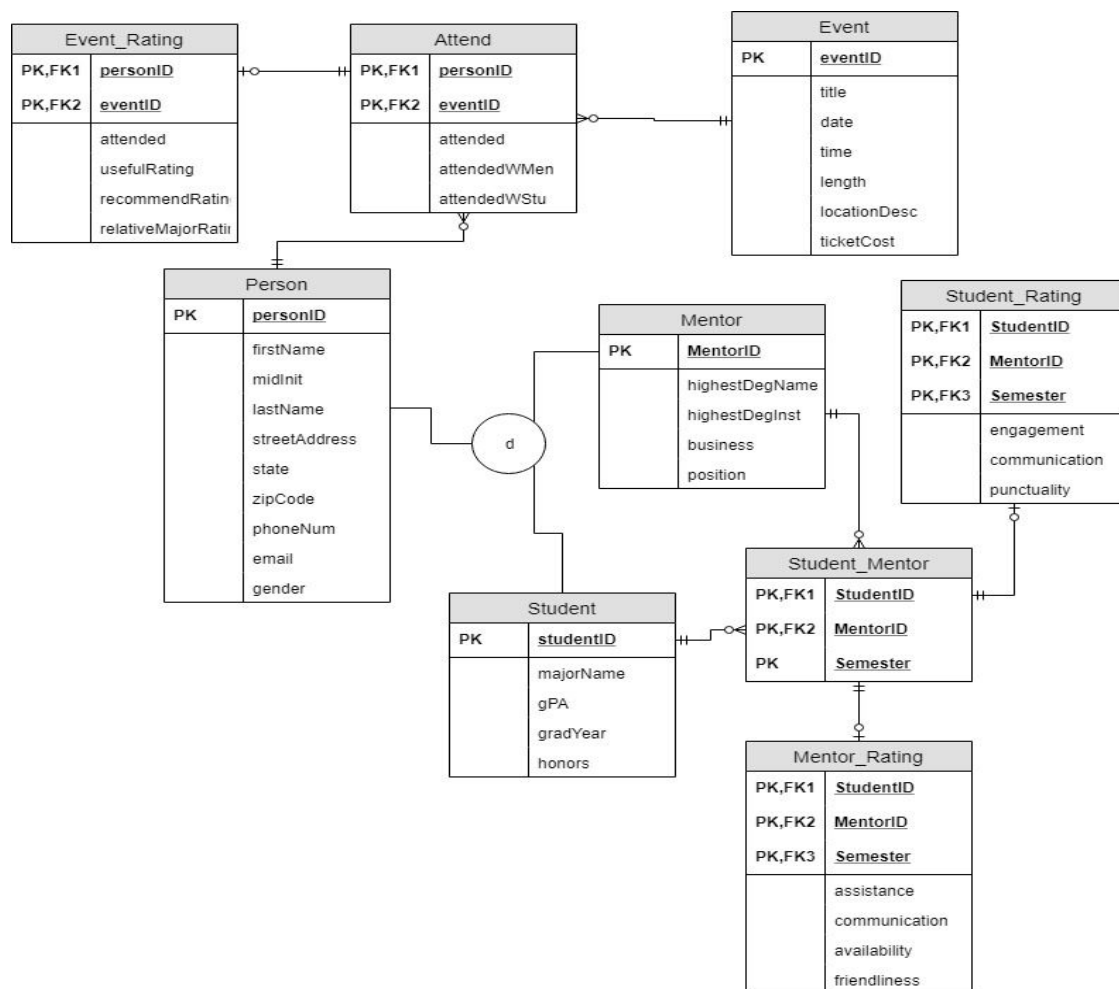 Event_Rating
PK,FK1 personID
PK,FK2 eventID
attended
usefulRating
recommendRatin
relativeMajorRati
Attend
PK,FK1 personID
PK,FK2 eventID
attended
attendedWMen
attendedWStu
Event
PK eventID
title
date
time
length
locationDesc
ticketCost
Person
PK personID
firstName
midInit
lastName
streetAddress
state
zipCode
phoneNum
email
gender
d
Mentor
PK MentorID
highestDegName
highestDegInst
business
position
Student_Rating
PK,FK1 StudentID
PK,FK2 MentorID
PK,FK3 Semester
engagement
communication
punctuality
Student
PK studentID
majorName
gPA
gradYear
honors
Student_Mentor
PK,FK1 StudentID
PK,FK2 MentorID
PK Semester
Mentor_Rating
PK,FK1 StudentID
PK,FK2 MentorID
PK,FK3 Semester
assistance
communication
availability
friendliness